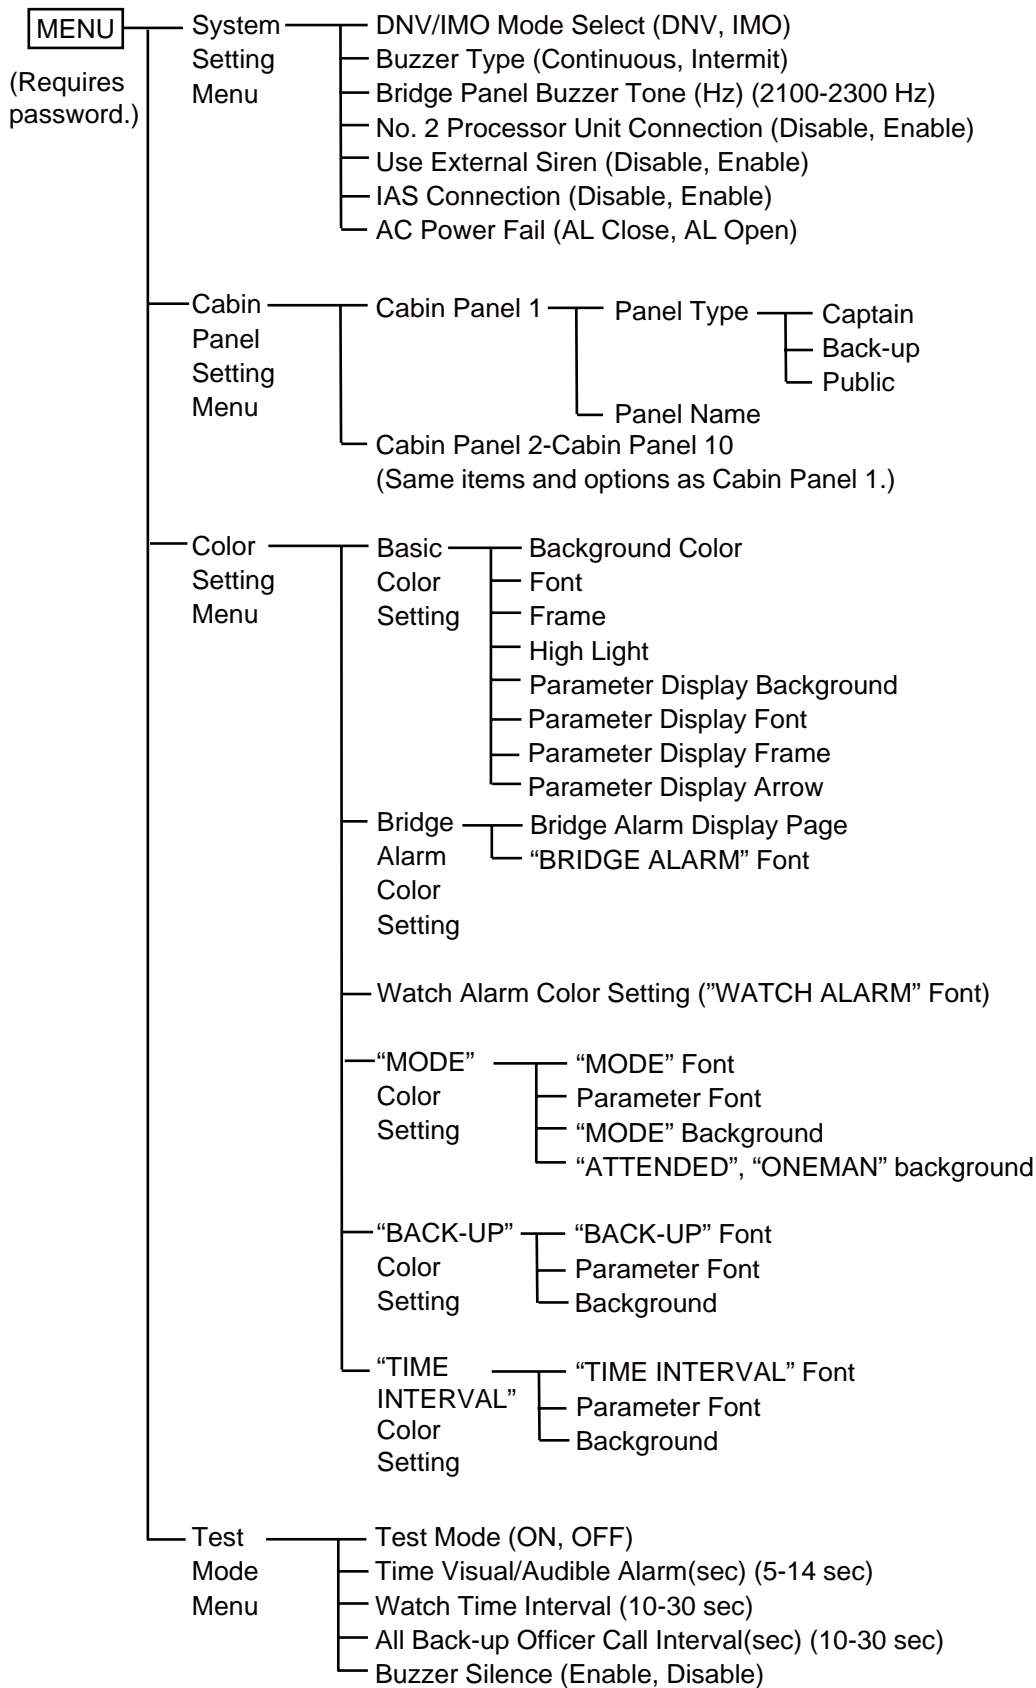 MENU
(Requires
password.)
System
Setting
Menu
DNV/IMO Mode Select (DNV, IMO)
Buzzer Type (Continuous, Intermit)
Bridge Panel Buzzer Tone (Hz) (2100-2300 Hz)
No. 2 Processor Unit Connection (Disable, Enable)
Use External Siren (Disable, Enable)
IAS Connection (Disable, Enable)
AC Power Fail (AL Close, AL Open)
Cabin
Panel
Setting
Menu
Cabin Panel 1
Panel Type
Captain
Back-up
Public
Panel Name
Cabin Panel 2-Cabin Panel 10
(Same items and options as Cabin Panel 1.)
Color
Setting
Menu
Basic
Color
Setting
Background Color
Font
Frame
High Light
Parameter Display Background
Parameter Display Font
Parameter Display Frame
Parameter Display Arrow
Bridge
Alarm
Color
Setting
Bridge Alarm Display Page
“BRIDGE ALARM” Font
Watch Alarm Color Setting (”WATCH ALARM” Font)
“MODE”
Color
Setting
“MODE” Font
Parameter Font
“MODE” Background
“ATTENDED”, “ONEMAN” background
“BACK-UP”
Color
Setting
“BACK-UP” Font
Parameter Font
Background
“TIME
INTERVAL”
Color
Setting
“TIME INTERVAL” Font
Parameter Font
Background
Test
Mode
Menu
Test Mode (ON, OFF)
Time Visual/Audible Alarm(sec) (5-14 sec)
Watch Time Interval (10-30 sec)
All Back-up Officer Call Interval(sec) (10-30 sec)
Buzzer Silence (Enable, Disable)